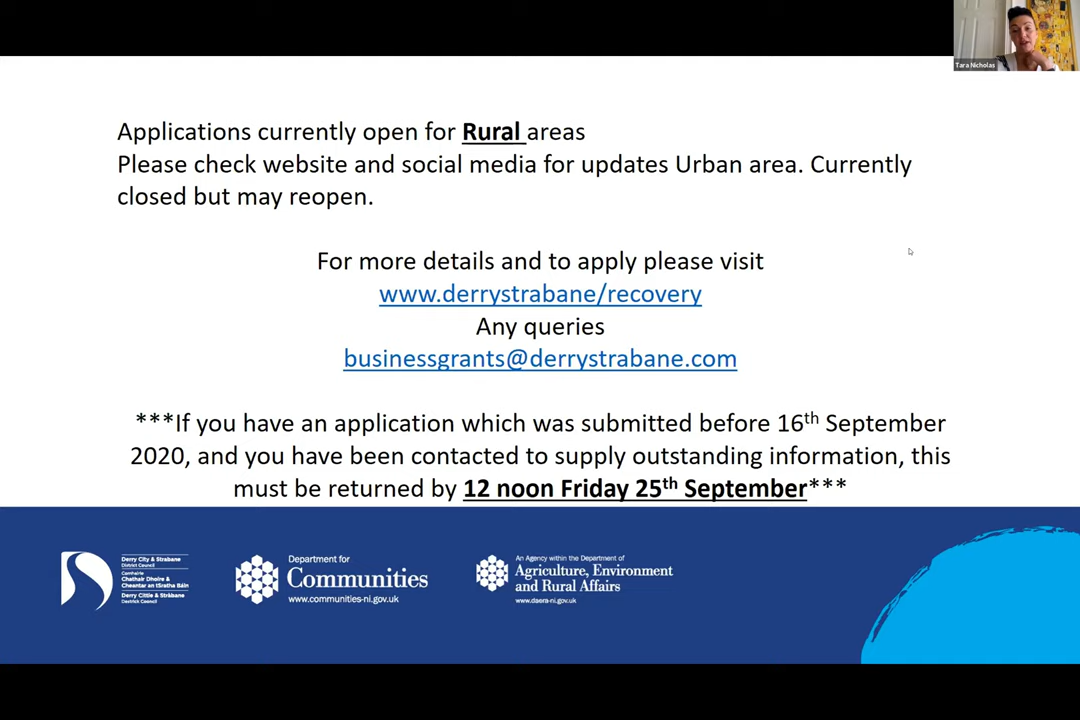 Tara Nicholas
Applications currently open for Rural areas
Please check website and social media for updates Urban area. Currently
closed but may reopen.
For more details and to apply please visit
www.derrystrabane/recovery
Any queries
businessgrants@derrystrabane.com
***If you have an application which was submitted before 16th September
2020, and you have been contacted to supply outstanding information, this
must be returned by 12 noon Friday 25th September***
Derry City & Strabane
District Council
Comhairle
Chathair Dhoire &
Cheantar an tSratha Báin
Derry Cittie & Stràbane
Destrick Cooncil
Department for
Communities
www.communities-ni.gov.uk
An Agency within the Department of
Agriculture, Environment
and Rural Affairs
www.daera-ni.gov.uk